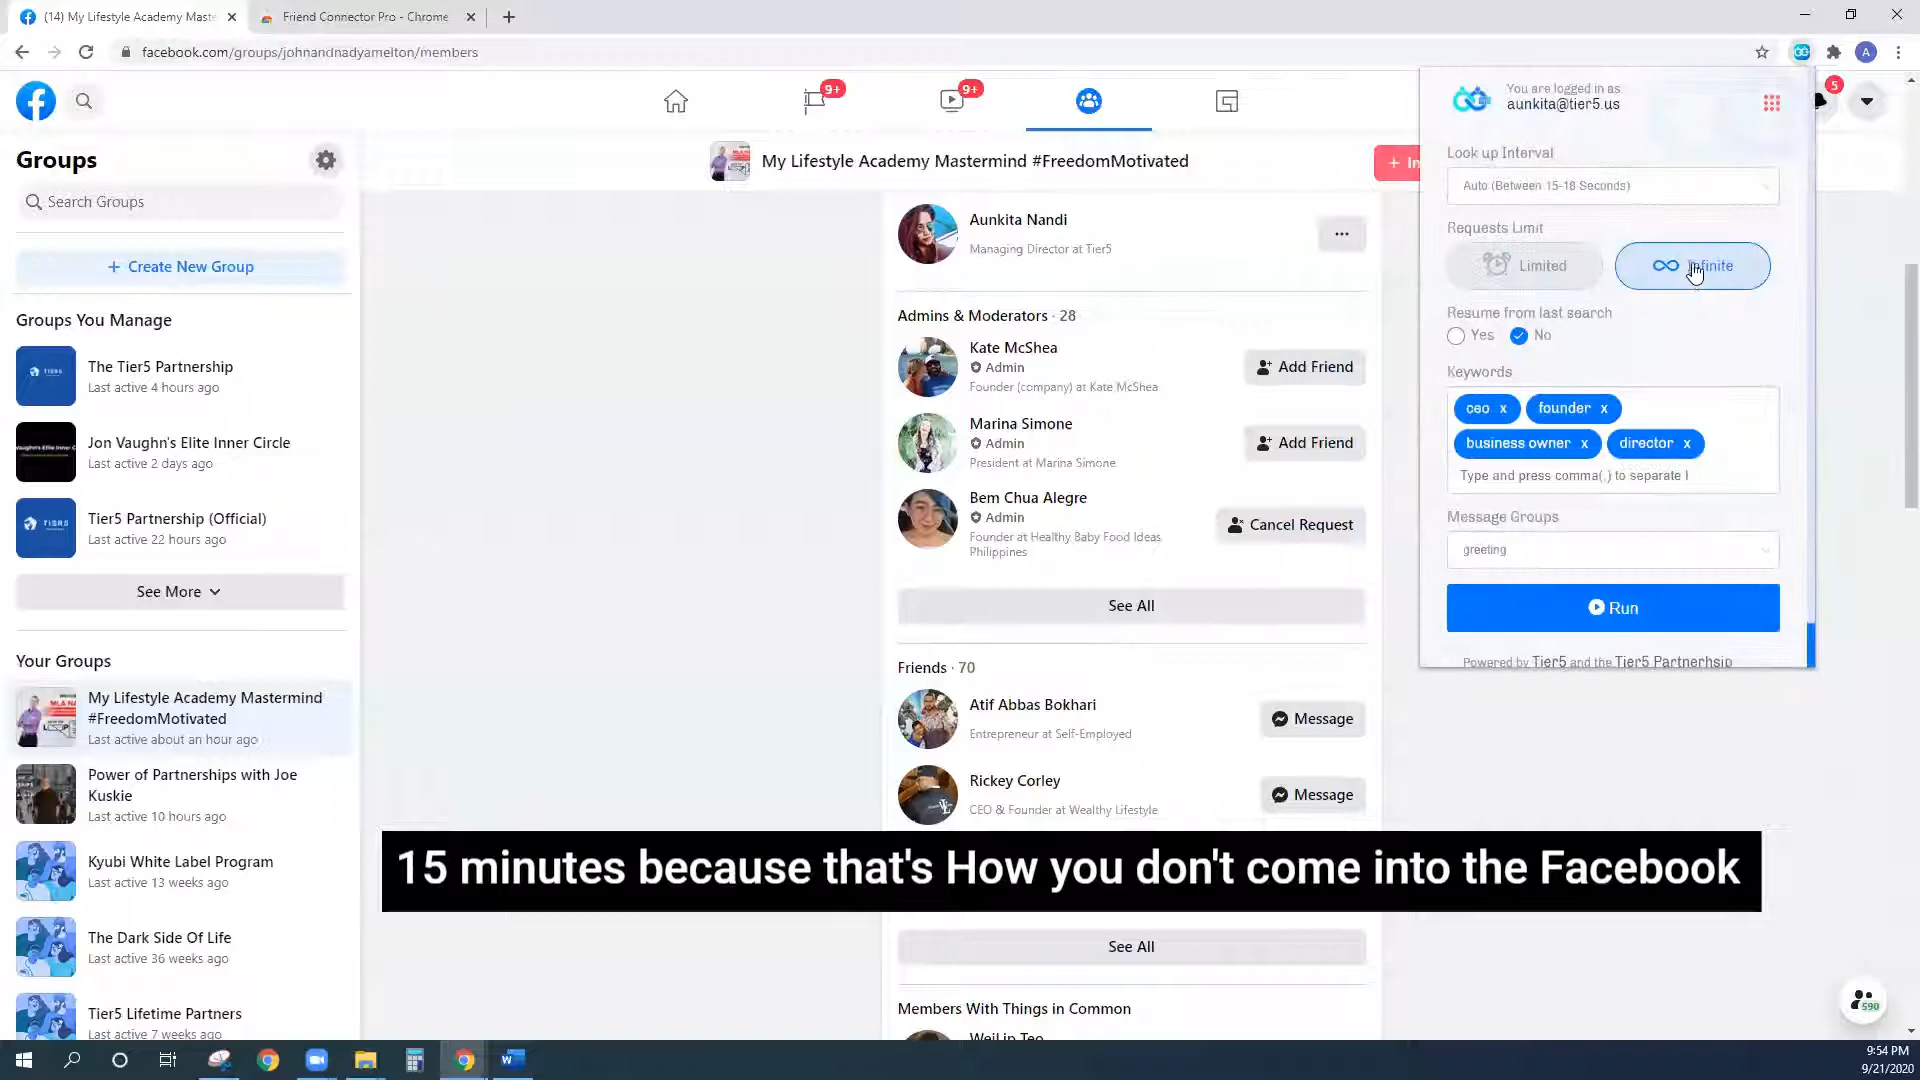 (14) My Lifestyle Academy Maste
Friend Connector Pro - Chrome
facebook.com/groups/johnandnadyamelton/members
A
9+
9+
5
Groups
Search Groups
+ Create New Group
Groups You Manage
The Tier5 Partnership
Last active 4 hours ago
Jon Vaughn's Elite Inner Circle
Last active 2 days ago
Tier5 Partnership (Official)
Last active 22 hours ago
See More
Your Groups
My Lifestyle Academy Mastermind
#FreedomMotivated
Last active about an hour ago
Power of Partnerships with Joe
Kuskie
Last active 10 hours ago
Kyubi White Label Program
Last active 13 weeks ago
The Dark Side Of Life
Last active 36 weeks ago
Tier5 Lifetime Partners
Last active 7 weeks ago
My Lifestyle Academy Mastermind #FreedomMotivated
+ In
Aunkita Nandi
Managing Director at Tier5
Admins & Moderators · 28
Kate McShea
Admin
Founder (company) at Kate McShea
Add Friend
Marina Simone
Admin
President at Marina Simone
Add Friend
Bem Chua Alegre
Admin
Founder at Healthy Baby Food Ideas
Philippines
Cancel Request
See All
Friends · 70
Atif Abbas Bokhari
Entrepreneur at Self-Employed
Message
Rickey Corley
CEO & Founder at Wealthy Lifestyle
Message
15 minutes because that's How you don't come into the Facebook
See All
Members With Things in Common
WeiLip Teo
You are logged in as
aunkita@tier5.us
Look up Interval
Auto (Between 15-18 Seconds)
Requests Limit
Limited
Infinite
Resume from last search
Yes
No
Keywords
ceo x
founder x
business owner x
director x
Type and press comma(,) to separate l
Message Groups
greeting
Run
Powered by Tier5 and the Tier5 Partnerhsip
590
9:54 PM
9/21/2020